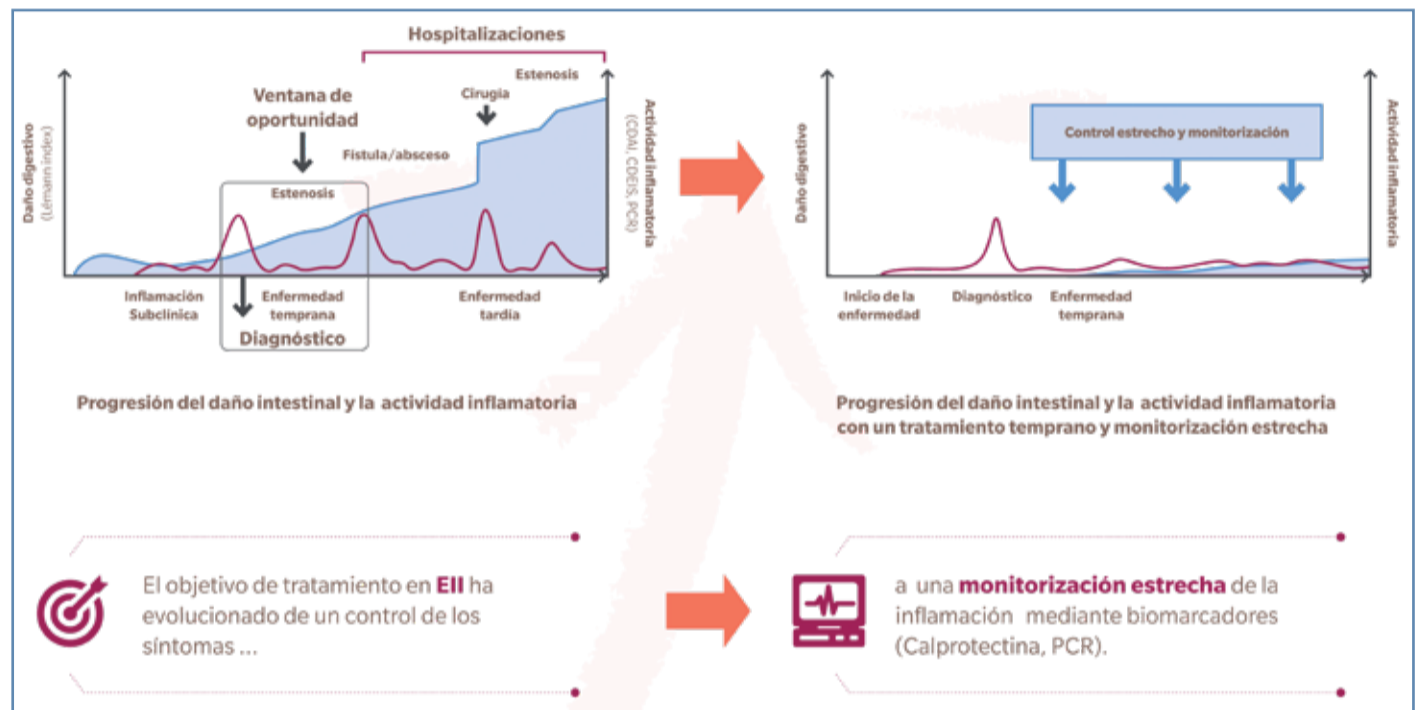 Hospitalizaciones
Estenosis
Cirugía
Ventana de
oportunidad
Fístula/absceso
Estenosis
Daño digestivo
(Lémann index)
Actividad inflamatoria
(CDAI, CDEIS, PCR)
Inflamación
Subclínica
Enfermedad
temprana
Enfermedad
tardía
Diagnóstico
Progresión del daño intestinal y la actividad inflamatoria
Control estrecho y monitorización
Daño digestivo
Actividad inflamatoria
Inicio de la
enfermedad
Diagnóstico
Enfermedad
temprana
Progresión del daño intestinal y la actividad inflamatoria
con un tratamiento temprano y monitorización estrecha
El objetivo de tratamiento en EII ha
evolucionado de un control de los
síntomas ...
a una monitorización estrecha de la
inflamación mediante biomarcadores
(Calprotectina, PCR).